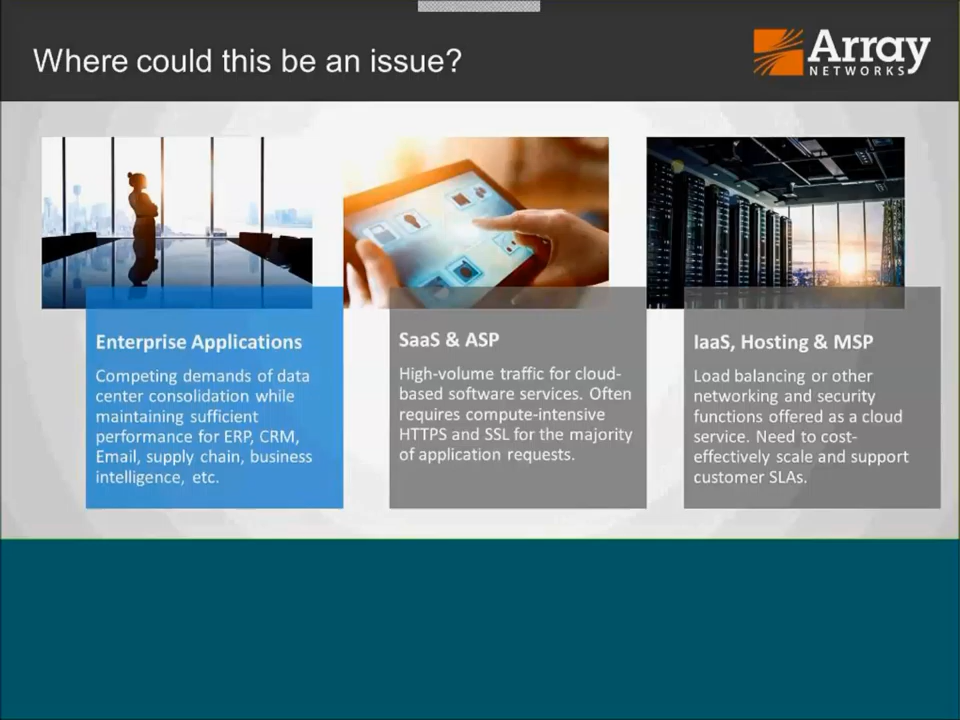 Where could this be an issue?
Array
NETWORKS
Enterprise Applications
Competing demands of data
center consolidation while
maintaining sufficient
performance for ERP, CRM,
Email, supply chain, business
intelligence, etc.
SaaS & ASP
High-volume traffic for cloud-
based software services. Often
requires compute-intensive
HTTPS and SSL for the majority
of application requests.
IaaS, Hosting & MSP
Load balancing or other
networking and security
functions offered as a cloud
service. Need to cost-
effectively scale and support
customer SLAs.